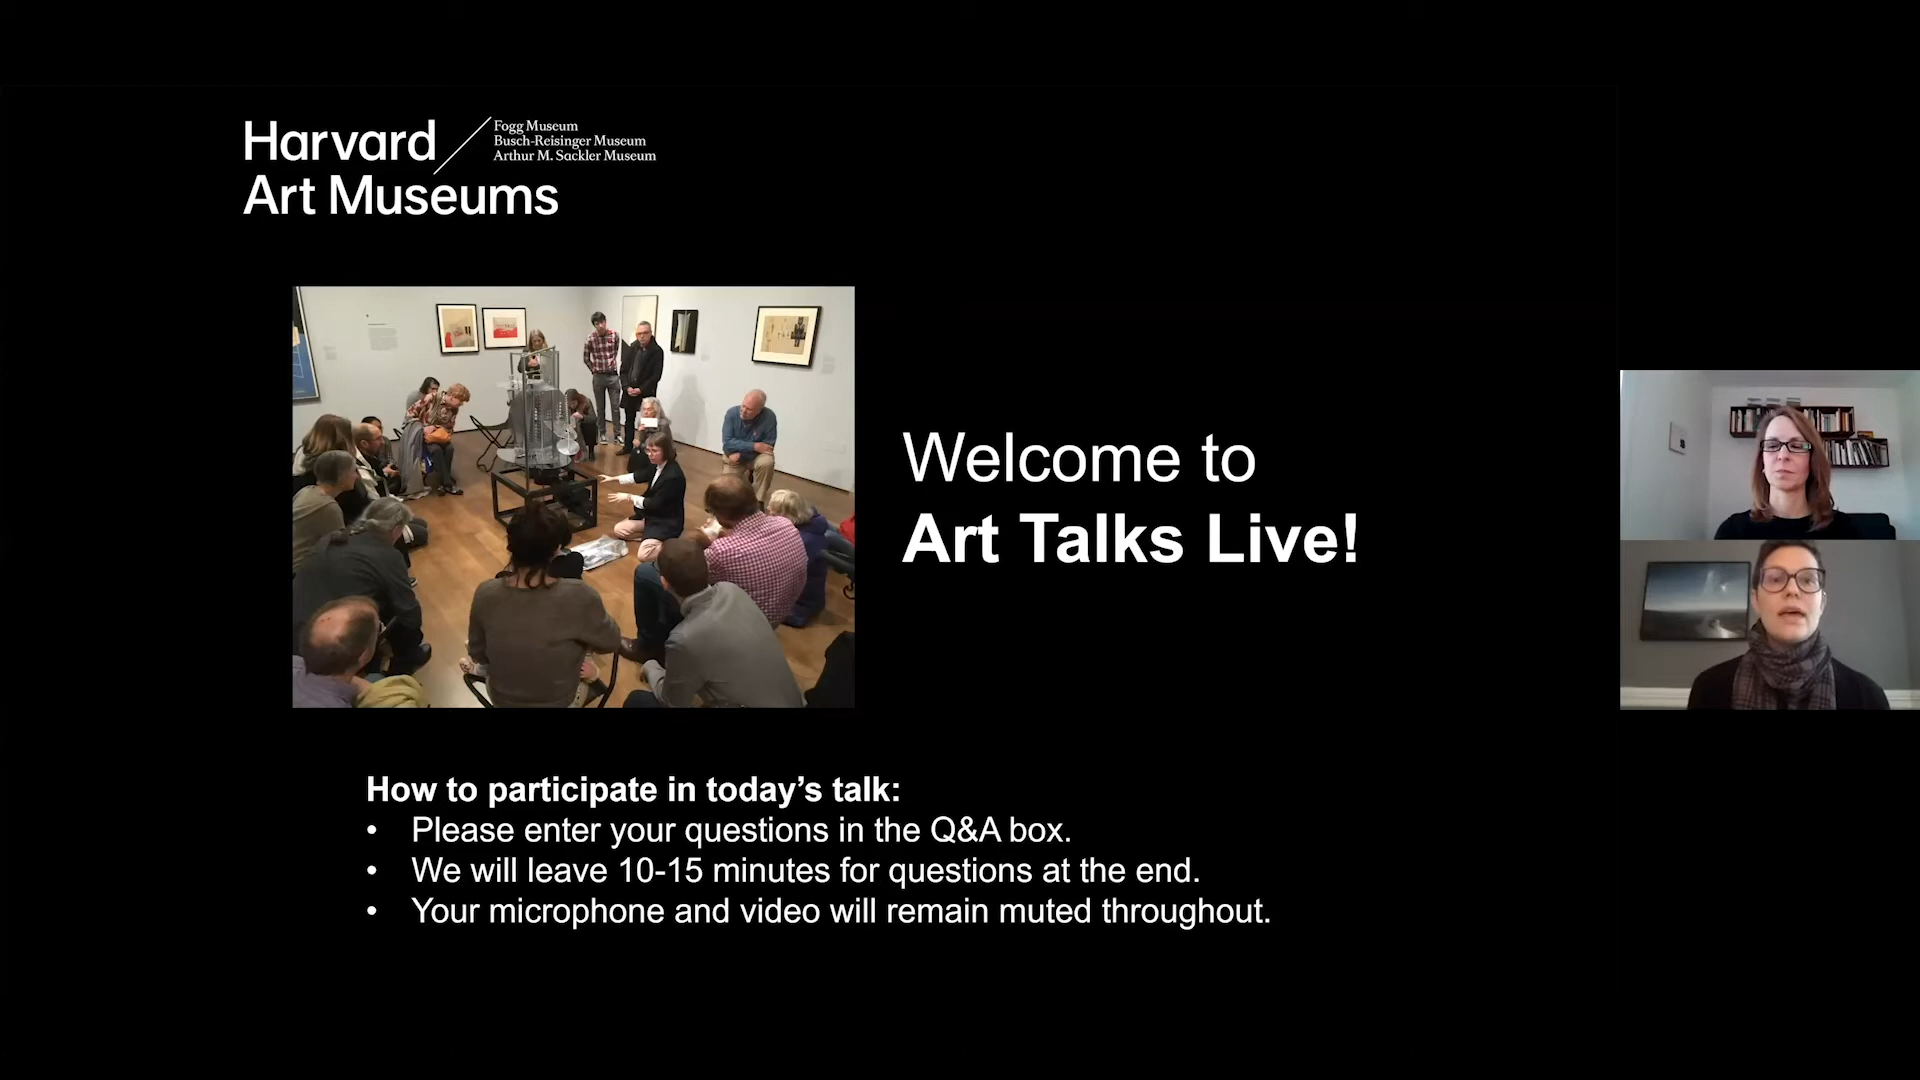 Harvard
Art Museums
Fogg Museum
Busch-Reisinger Museum
Arthur M. Sackler Museum
Welcome to
Art Talks Live!
How to participate in today’s talk:
• Please enter your questions in the Q&A box.
• We will leave 10-15 minutes for questions at the end.
• Your microphone and video will remain muted throughout.